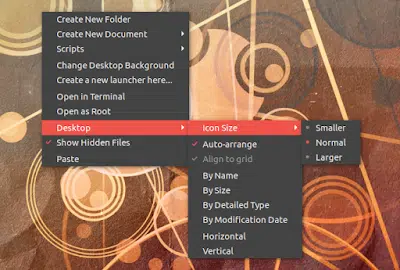 Create New Folder
Create New Document
Scripts
Change Desktop Background
Create a new launcher here...
Open in Terminal
Open as Root
Desktop
Show Hidden Files
Paste
Icon Size
Auto-arrange
Align to grid
By Name
By Size
By Detailed Type
By Modification Date
Horizontal
Vertical
Smaller
Normal
Larger